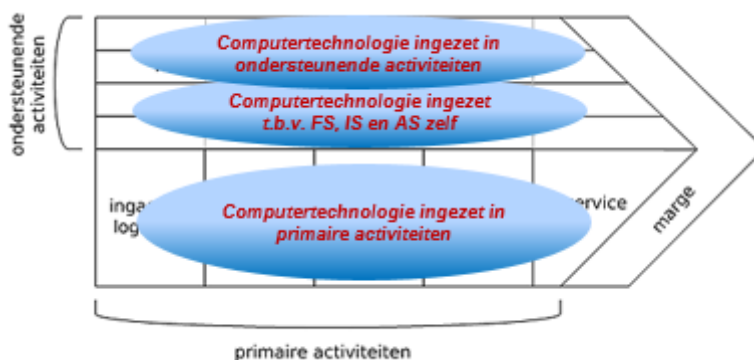 ondersteunende
activiteiten
Computertechnologie ingezet in
ondersteunende activiteiten
Computertechnologie ingezet
t.b.v. FS, IS en AS zelf
Computertechnologie ingezet in
primaire activiteiten
service
marge
primaire activiteiten